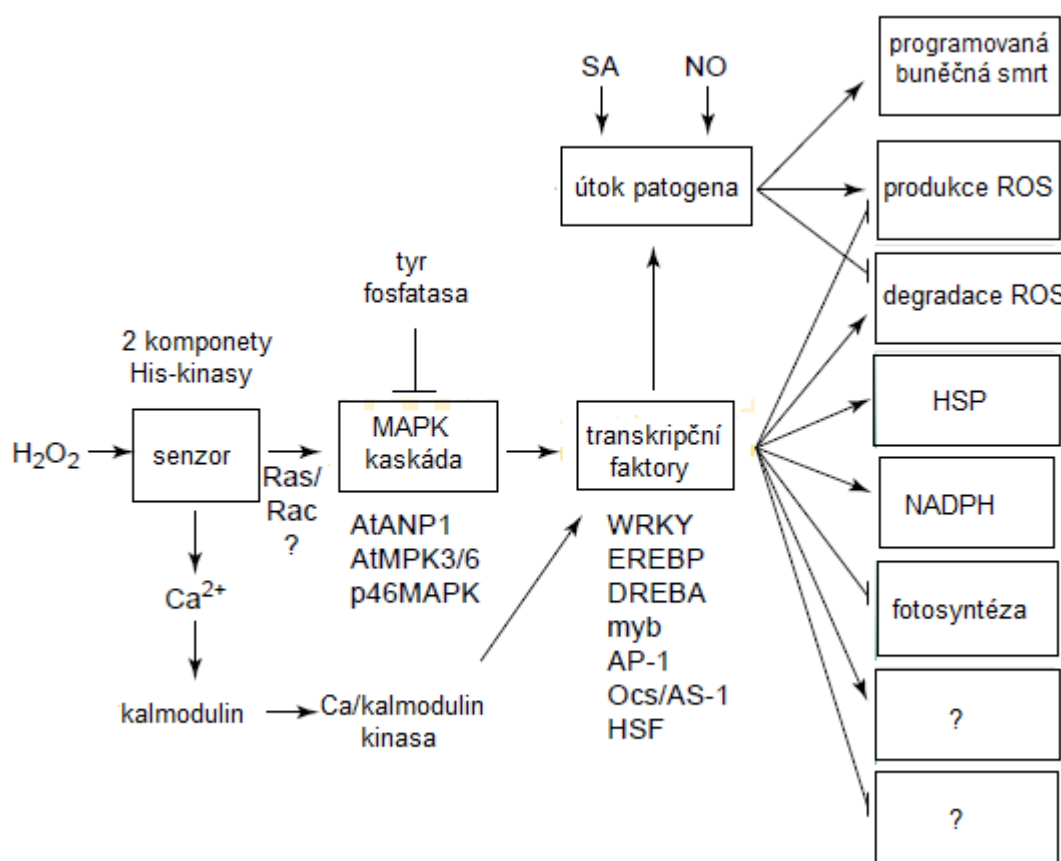 SA
NO
programovaná
buněčná smrt
útok patogena
produkce ROS
tyr
fosfatasa
degradace ROS
2 komponety
His-kinasy
H₂O₂
senzor
Ras/
Rac
?
MAPK
kaskáda
transkripční
faktory
HSP
AtANP1
AtMPK3/6
p46MAPK
WRKY
EREBP
DREBA
myb
AP-1
Ocs/AS-1
HSF
NADPH
Ca²⁺
fotosyntéza
kalmodulin
Ca/kalmodulin
kinasa
?
?